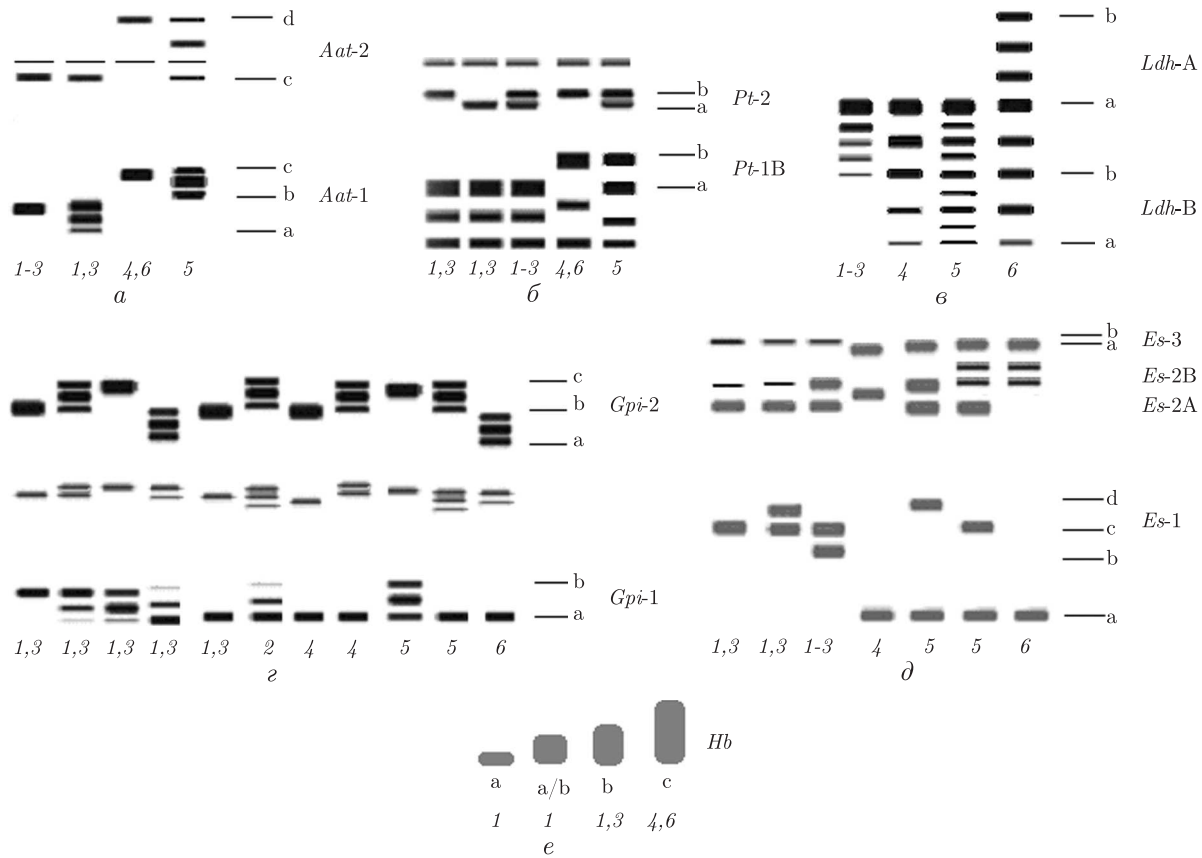 d
Aat-2
c
c
b
Aat-1
a
1-3 1,3 4,6 5
а
b
Pt-2
a
b
Pt-1B
a
1,3 1,3 1-3 4,6 5
б
b
Ldh-A
a
b
Ldh-B
a
1-3 4 5 6
в
c
b Gpi-2
a
b
Gpi-1
a
1,3 1,3 1,3 1,3 1,3 2 4 4 5 5 6
г
b
a Es-3
Es-2B
Es-2A
d
Es-1
c
b
a
1,3 1,3 1-3 4 5 5 6
д
Hb
a a/b b c
1 1 1,3 4,6
е